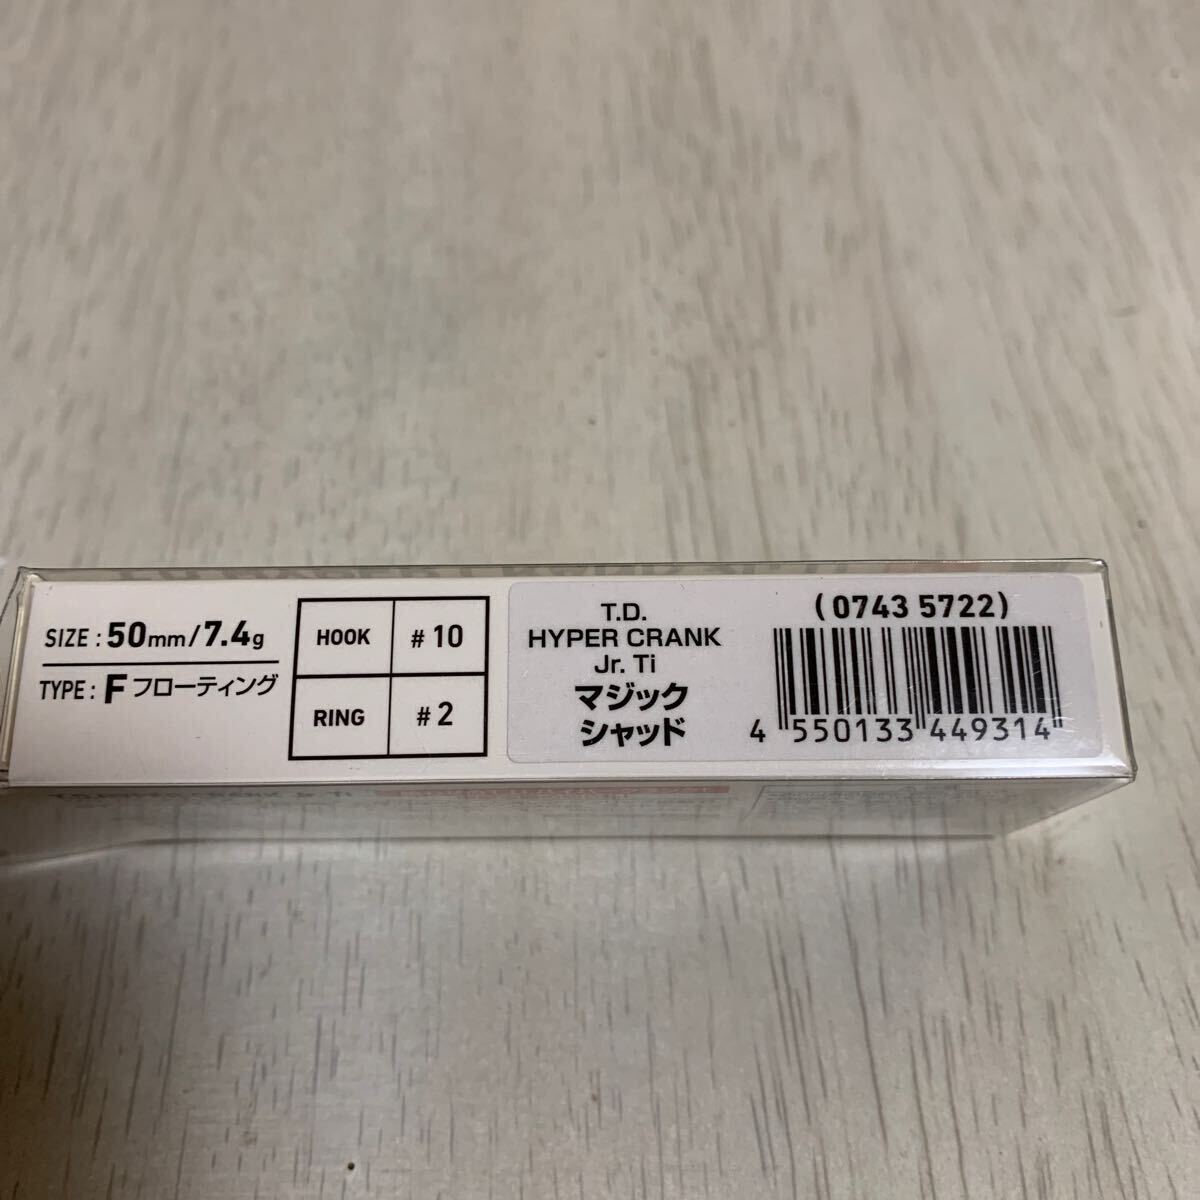 SIZE : 50mm/7.4g
TYPE : F フローティング
HOOK # 10
RING # 2
T.D.
HYPER CRANK
Jr. Ti
マジック
シャッド
(0743 5722)
4 550133 449314